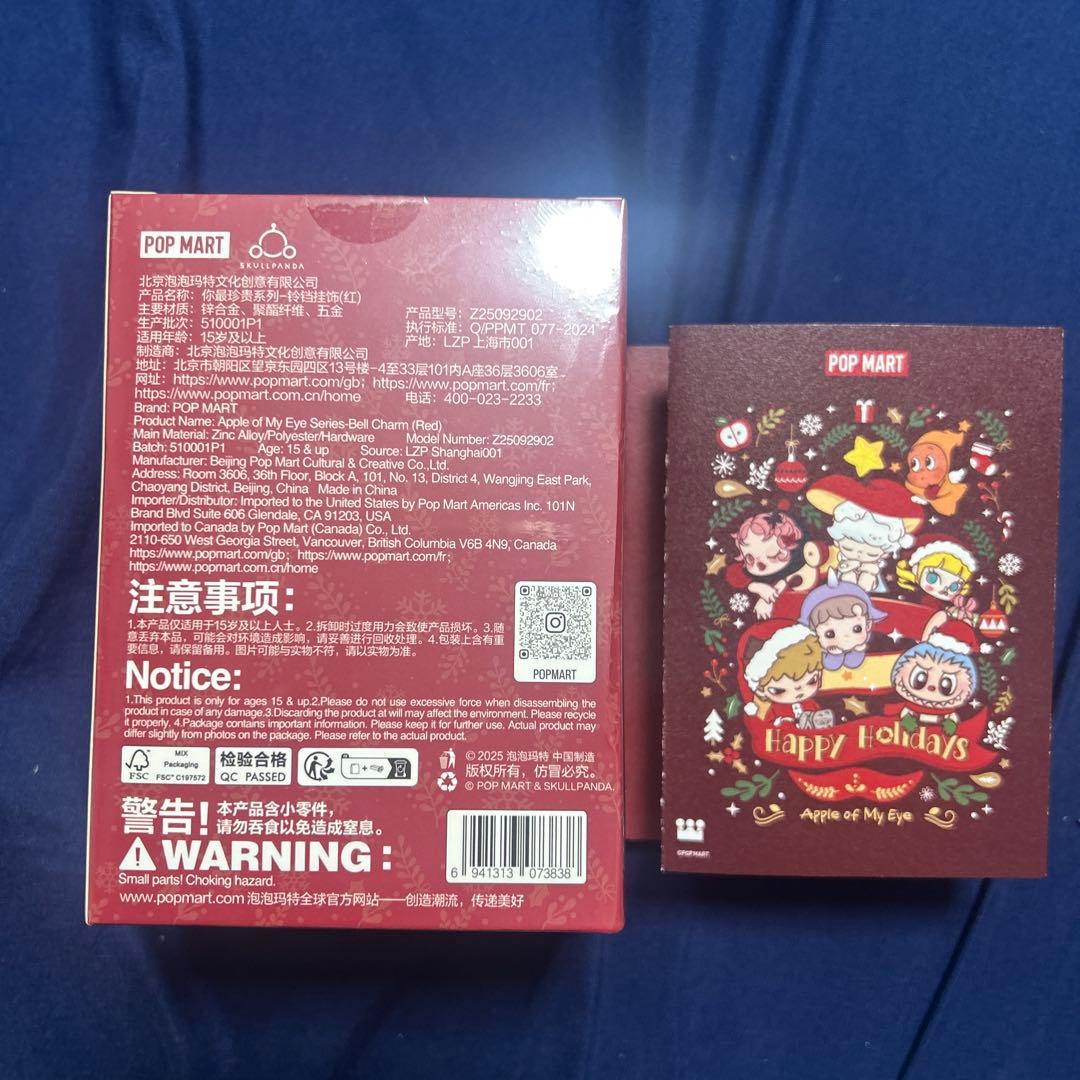 POP MART
SKULLPANDA
北京泡泡玛特文化创意有限公司
产品名称：你最珍贵系列-铃铛挂饰(红)
主要材质：锌合金、聚酯纤维、五金
产品型号：Z25092902
生产批次：510001P1
执行标准：Q/PPMT 077-2024
适用年龄：15岁及以上
产地：LZP 上海市001
制造商：北京泡泡玛特文化创意有限公司
地址：北京市朝阳区望京东园四区13号楼-4至33层101内A座36层3606室
网址：https://www.popmart.com/gb；https://www.popmart.com/fr；
https://www.popmart.com.cn/home
电话：400-023-2233
Brand: POP MART
Product Name: Apple of My Eye Series-Bell Charm (Red)
Main Material: Zinc Alloy/Polyester/Hardware Model Number: Z25092902
Batch: 510001P1 Age: 15 & up Source: LZP Shanghai001
Manufacturer: Beijing Pop Mart Cultural & Creative Co.,Ltd.
Address: Room 3606, 36th Floor, Block A, 101, No. 13, District 4, Wangjing East Park,
Chaoyang District, Beijing, China Made in China
Importer/Distributor: Imported to the United States by Pop Mart Americas Inc. 101N
Brand Blvd Suite 606 Glendale, CA 91203, USA
Imported to Canada by Pop Mart (Canada) Co., Ltd.
2110-650 West Georgia Street, Vancouver, British Columbia V6B 4N9, Canada
https://www.popmart.com/gb；https://www.popmart.com/fr；
https://www.popmart.com.cn/home
注意事项：
1.本产品仅适用于15岁及以上人士。2.拆卸时过度用力会致使产品损坏。3.随
意丢弃本品，可能会对环境造成影响，请妥善进行回收处理。4.包装上含有重
要信息，请保留备用。图片可能与实物不符，请以实物为准。
POPMART
Notice:
1.This product is only for ages 15 & up.2.Please do not use excessive force when disassembling the
product in case of any damage.3.Discarding the product at will may affect the environment. Please recycle
it properly. 4.Package contains important information. Please keep it for further use. Actual product may
differ slightly from photos on the package. Please refer to the actual product.
FSC
MIX
Packaging
FSC™ C197572
检验合格
QC PASSED
© 2025 泡泡玛特 中国制造
版权所有，仿冒必究。
© POP MART & SKULLPANDA.
警告!
本产品含小零件，
请勿吞食以免造成窒息。
WARNING：
Small parts! Choking hazard.
6 941313 073838
www.popmart.com 泡泡玛特全球官方网站——创造潮流，传递美好
POP MART
Happy Holidays
Apple of My Eye
©POP MART